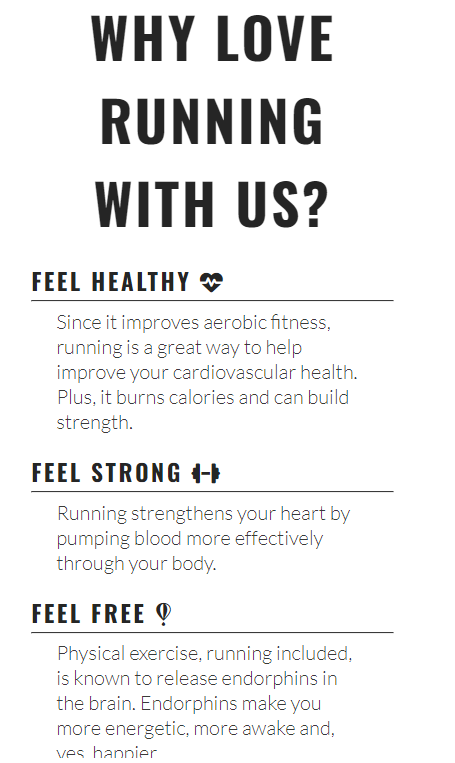 WHY LOVE
RUNNING
WITH US?
FEEL HEALTHY
Since it improves aerobic fitness,
running is a great way to help
improve your cardiovascular health.
Plus, it burns calories and can build
strength.
FEEL STRONG
Running strengthens your heart by
pumping blood more effectively
through your body.
FEEL FREE
Physical exercise, running included,
is known to release endorphins in
the brain. Endorphins make you
more energetic, more awake and,
yes, happier